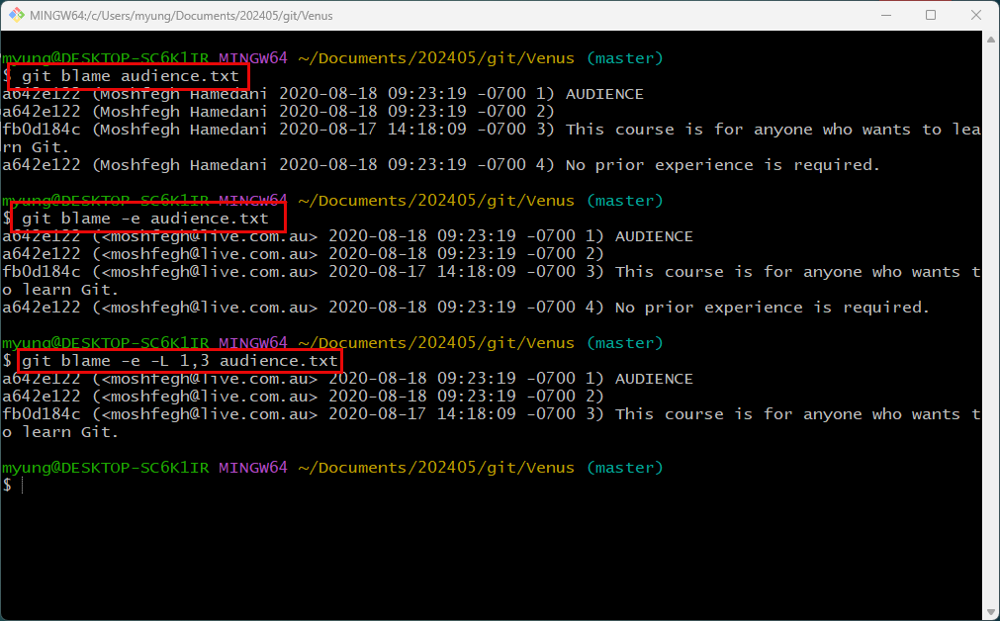 MINGW64:/c/Users/myung/Documents/202405/git/Venus
myung@DESKTOP-SC6K1IR MINGW64 ~/Documents/202405/git/Venus (master)
$ git blame audience.txt
a642e122 (Moshfegh Hamedani 2020-08-18 09:23:19 -0700 1) AUDIENCE
a642e122 (Moshfegh Hamedani 2020-08-18 09:23:19 -0700 2)
fb0d184c (Moshfegh Hamedani 2020-08-17 14:18:09 -0700 3) This course is for anyone who wants to lea
rn Git.
a642e122 (Moshfegh Hamedani 2020-08-18 09:23:19 -0700 4) No prior experience is required.
myung@DESKTOP-SC6K1IR MINGW64 ~/Documents/202405/git/Venus (master)
$ git blame -e audience.txt
a642e122 (<moshfegh@live.com.au> 2020-08-18 09:23:19 -0700 1) AUDIENCE
a642e122 (<moshfegh@live.com.au> 2020-08-18 09:23:19 -0700 2)
fb0d184c (<moshfegh@live.com.au> 2020-08-17 14:18:09 -0700 3) This course is for anyone who wants t
o learn Git.
a642e122 (<moshfegh@live.com.au> 2020-08-18 09:23:19 -0700 4) No prior experience is required.
myung@DESKTOP-SC6K1IR MINGW64 ~/Documents/202405/git/Venus (master)
$ git blame -e -L 1,3 audience.txt
a642e122 (<moshfegh@live.com.au> 2020-08-18 09:23:19 -0700 1) AUDIENCE
a642e122 (<moshfegh@live.com.au> 2020-08-18 09:23:19 -0700 2)
fb0d184c (<moshfegh@live.com.au> 2020-08-17 14:18:09 -0700 3) This course is for anyone who wants t
o learn Git.
myung@DESKTOP-SC6K1IR MINGW64 ~/Documents/202405/git/Venus (master)
$